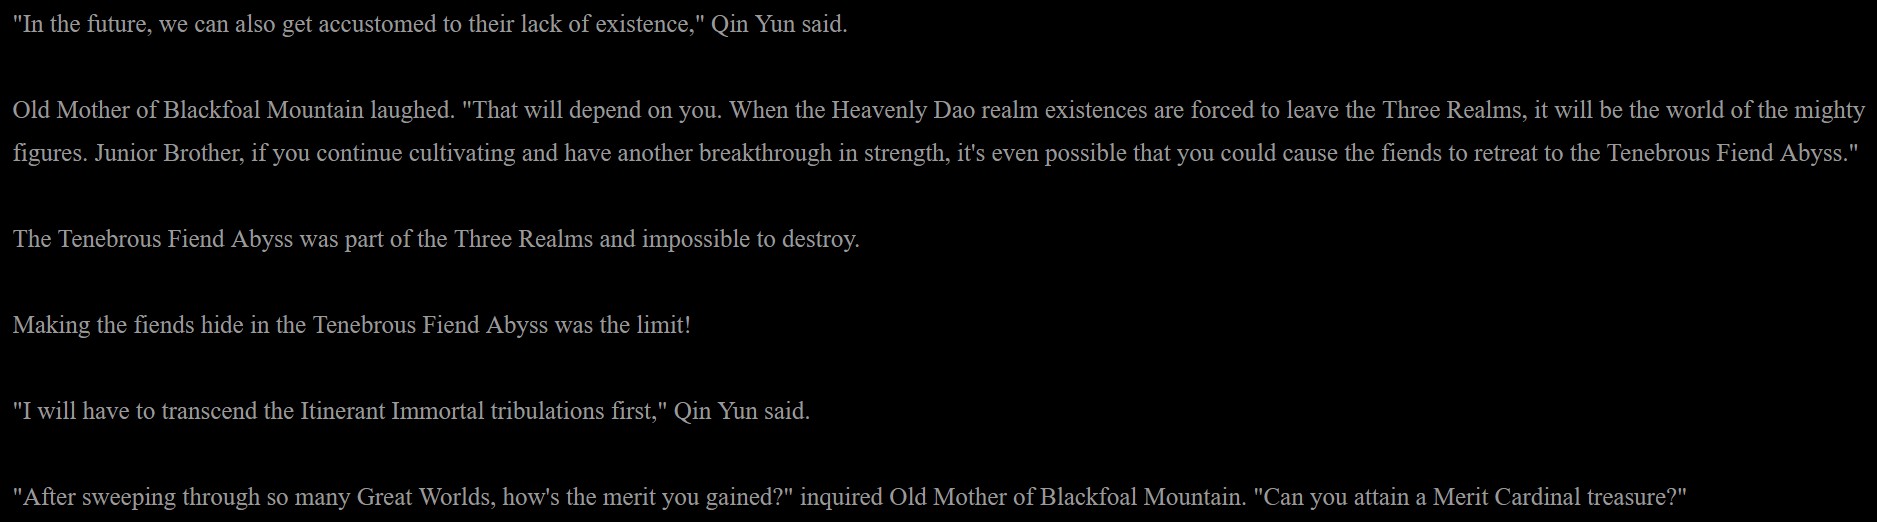 "In the future, we can also get accustomed to their lack of existence," Qin Yun said.
Old Mother of Blackfoal Mountain laughed. "That will depend on you. When the Heavenly Dao realm existences are forced to leave the Three Realms, it will be the world of the mighty
figures. Junior Brother, if you continue cultivating and have another breakthrough in strength, it's even possible that you could cause the fiends to retreat to the Tenebrous Fiend Abyss."
The Tenebrous Fiend Abyss was part of the Three Realms and impossible to destroy.
Making the fiends hide in the Tenebrous Fiend Abyss was the limit!
"I will have to transcend the Itinerant Immortal tribulations first," Qin Yun said.
"After sweeping through so many Great Worlds, how's the merit you gained?" inquired Old Mother of Blackfoal Mountain. "Can you attain a Merit Cardinal treasure?"